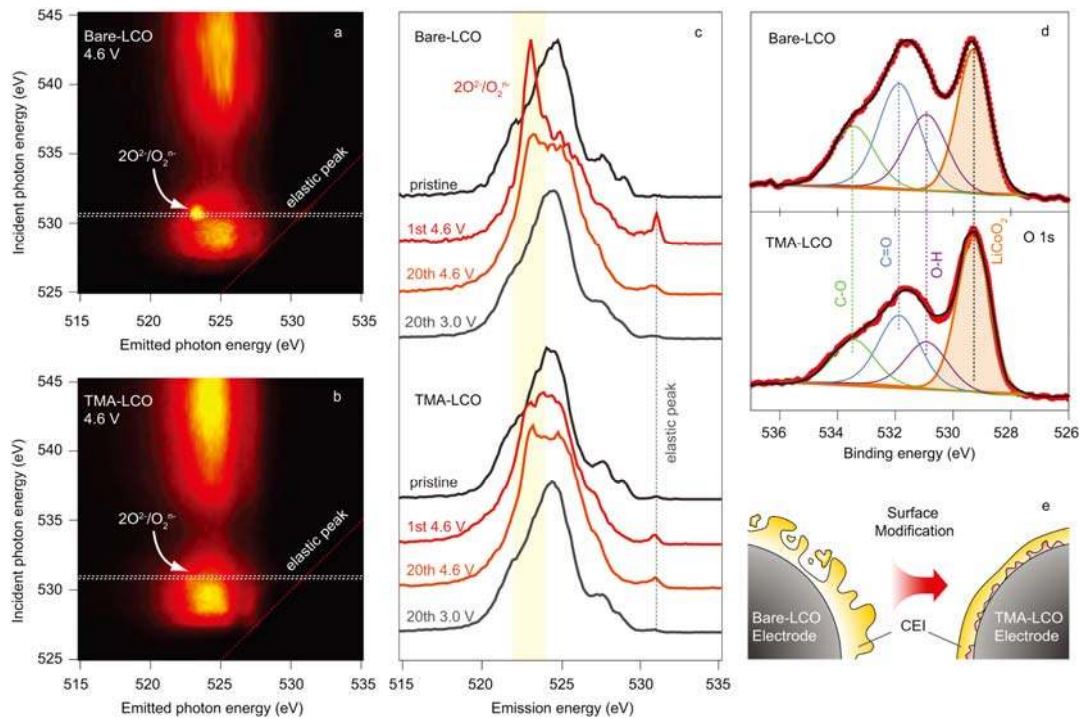 a
Bare-LCO
4.6 V
2O²⁻/O₂ⁿ⁻
elastic peak
Incident photon energy (eV)
545
540
535
530
525
515
520
525
530
535
Emitted photon energy (eV)
b
TMA-LCO
4.6 V
2O²⁻/O₂ⁿ⁻
elastic peak
Incident photon energy (eV)
545
540
535
530
525
515
520
525
530
535
Emitted photon energy (eV)
c
Bare-LCO
2O²⁻/O₂ⁿ⁻
pristine
1st 4.6 V
20th 4.6 V
20th 3.0 V
TMA-LCO
elastic peak
pristine
1st 4.6 V
20th 4.6 V
20th 3.0 V
515
520
525
530
535
Emission energy (eV)
d
Bare-LCO
TMA-LCO
O 1s
C-O
C=O
O-H
LiCoO₂
536
534
532
530
528
526
Binding energy (eV)
e
Surface
Modification
Bare-LCO
Electrode
CEI
TMA-LCO
Electrode